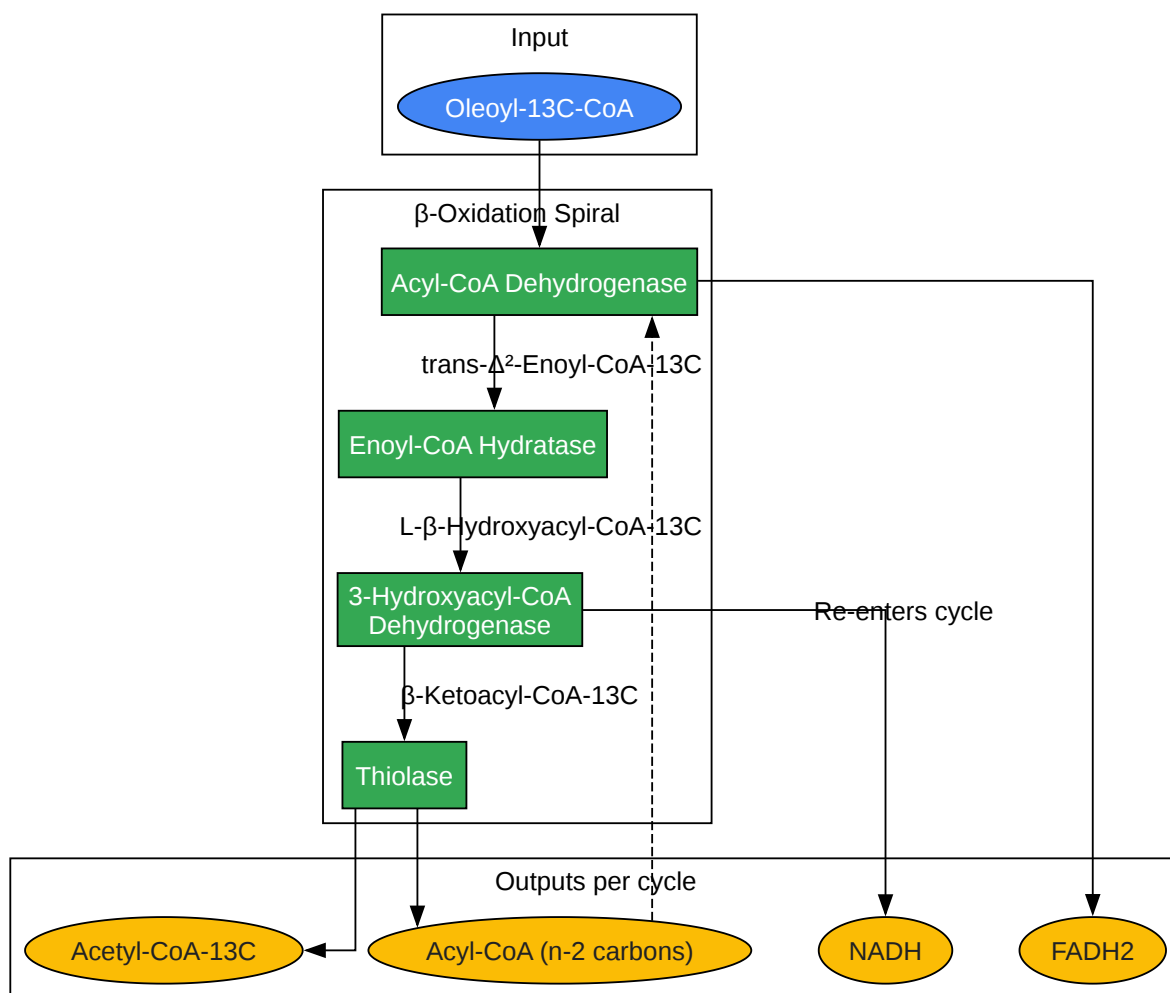 Input
Oleoyl-13C-CoA
β-Oxidation Spiral
Acyl-CoA Dehydrogenase
trans-Δ²-Enoyl-CoA-13C
Enoyl-CoA Hydratase
L-β-Hydroxyacyl-CoA-13C
3-Hydroxyacyl-CoA
Dehydrogenase
Re-enters cycle
β-Ketoacyl-CoA-13C
Thiolase
Outputs per cycle
Acetyl-CoA-13C
Acyl-CoA (n-2 carbons)
NADH
FADH2